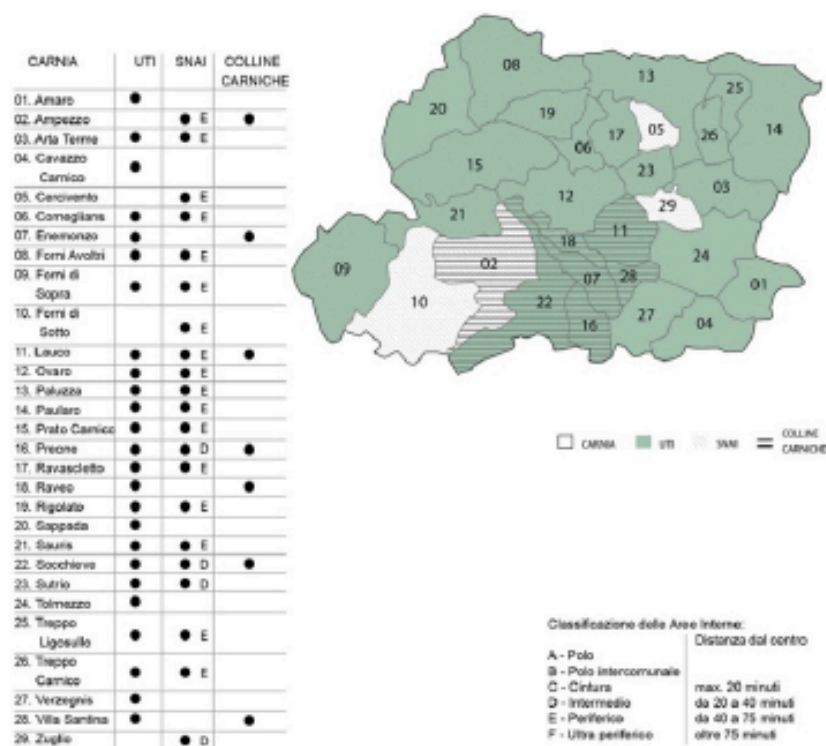 CARNIA UTI SNAI COLLINE
CARNICHE
01. Amaro ●
02. Ampezzo ● E ●
03. Arta Terme ● ● E
04. Cavazzo
Carnico ●
05. Cercivento ● E
06. Comeglians ● ● E
07. Enemonzo ● ●
08. Forni Avoltri ● ● E
09. Forni di
Sopra ● ● E
10. Forni di
Sotto ● E
11. Lauco ● ● E ●
12. Ovaro ● ● E
13. Paluzza ● ● E
14. Paularo ● ● E
15. Prato Carnico ● ● E
16. Preone ● ● D ●
17. Ravascletto ● ● E
18. Raveo ● ●
19. Rigolato ● ● E
20. Sappada ●
21. Sauris ● ● E
22. Socchieve ● ● D ●
23. Sutrio ● ● D
24. Tolmezzo ●
25. Treppo
Ligosullo ● ● E
26. Treppo
Carnico ● ● E
27. Verzegnis ●
28. Villa Santina ● ●
29. Zuglio ● D
08
13
25
20
19
17
05
26
14
06
15
23
12
03
29
21
11
18
24
02
09
07
28
01
10
22
27
16
04
CARNIA UTI SNAI COLLINE
CARNICHE
Classificazione delle Aree Interne:
Distanza dal centro
A - Polo
B - Polo intercomunale
C - Cintura max. 20 minuti
D - Intermedio da 20 a 40 minuti
E - Periferico da 40 a 75 minuti
F - Ultra periferico oltre 75 minuti